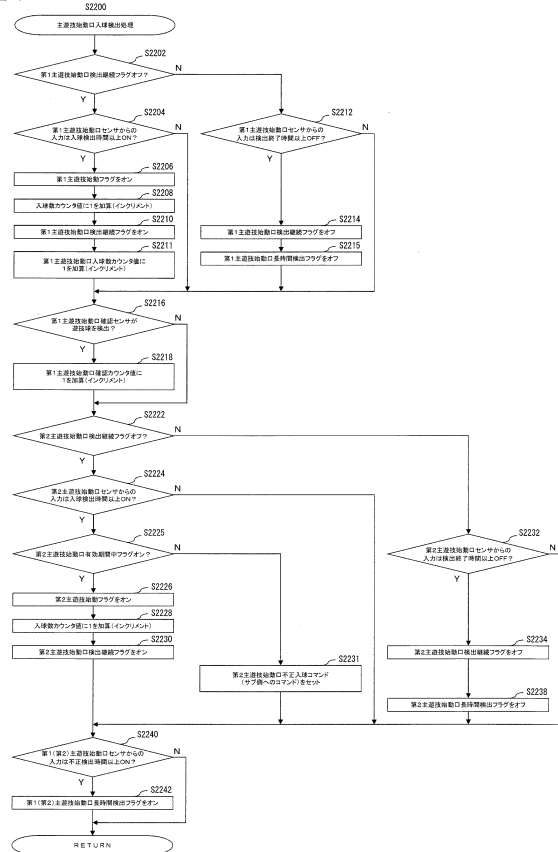 S2200
主遊技始動口入球検出処理
S2202
第1主遊技始動口検出継続フラグオフ?
N
Y
S2204
第1主遊技始動口センサからの
入力は入球検出時間以上ON?
N
Y
S2212
第1主遊技始動口センサからの
入力は検出終了時間以上OFF?
N
Y
S2206
第1主遊技始動フラグをオン
S2208
入球数カウンタ値に1を加算(インクリメント)
S2210
第1主遊技始動口検出継続フラグをオン
S2211
第1主遊技始動口入球数カウンタ値に
1を加算(インクリメント)
S2214
第1主遊技始動口検出継続フラグをオフ
S2215
第1主遊技始動口長時間検出フラグをオフ
S2216
第1主遊技始動口確認センサが
遊技球を検出?
N
Y
S2218
第1主遊技始動口確認カウンタ値に
1を加算(インクリメント)
S2222
第2主遊技始動口検出継続フラグオフ?
N
Y
S2224
第2主遊技始動口センサからの
入力は入球検出時間以上ON?
N
Y
S2225
第2主遊技始動口有効期間中フラグオン?
N
Y
S2232
第2主遊技始動口センサからの
入力は検出終了時間以上OFF?
N
Y
S2226
第2主遊技始動フラグをオン
S2228
入球数カウンタ値に1を加算(インクリメント)
S2230
第2主遊技始動口検出継続フラグをオン
S2231
第2主遊技始動口不正入球コマンド
(サブ側へのコマンド)をセット
S2234
第2主遊技始動口検出継続フラグをオフ
S2238
第2主遊技始動口長時間検出フラグをオフ
S2240
第1(第2)主遊技始動口センサからの
入力は不正検出時間以上ON?
N
Y
S2242
第1(第2)主遊技始動口長時間検出フラグをオン
RETURN